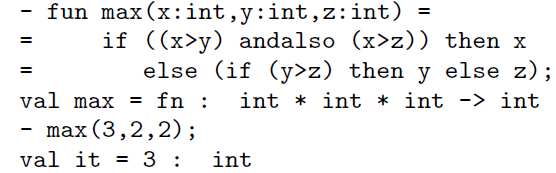 - fun max(x:int,y:int,z:int) =
=     if ((x>y) andalso (x>z)) then x
=        else (if (y>z) then y else z);
val max = fn :  int * int * int -> int
- max(3,2,2);
val it = 3 :  int